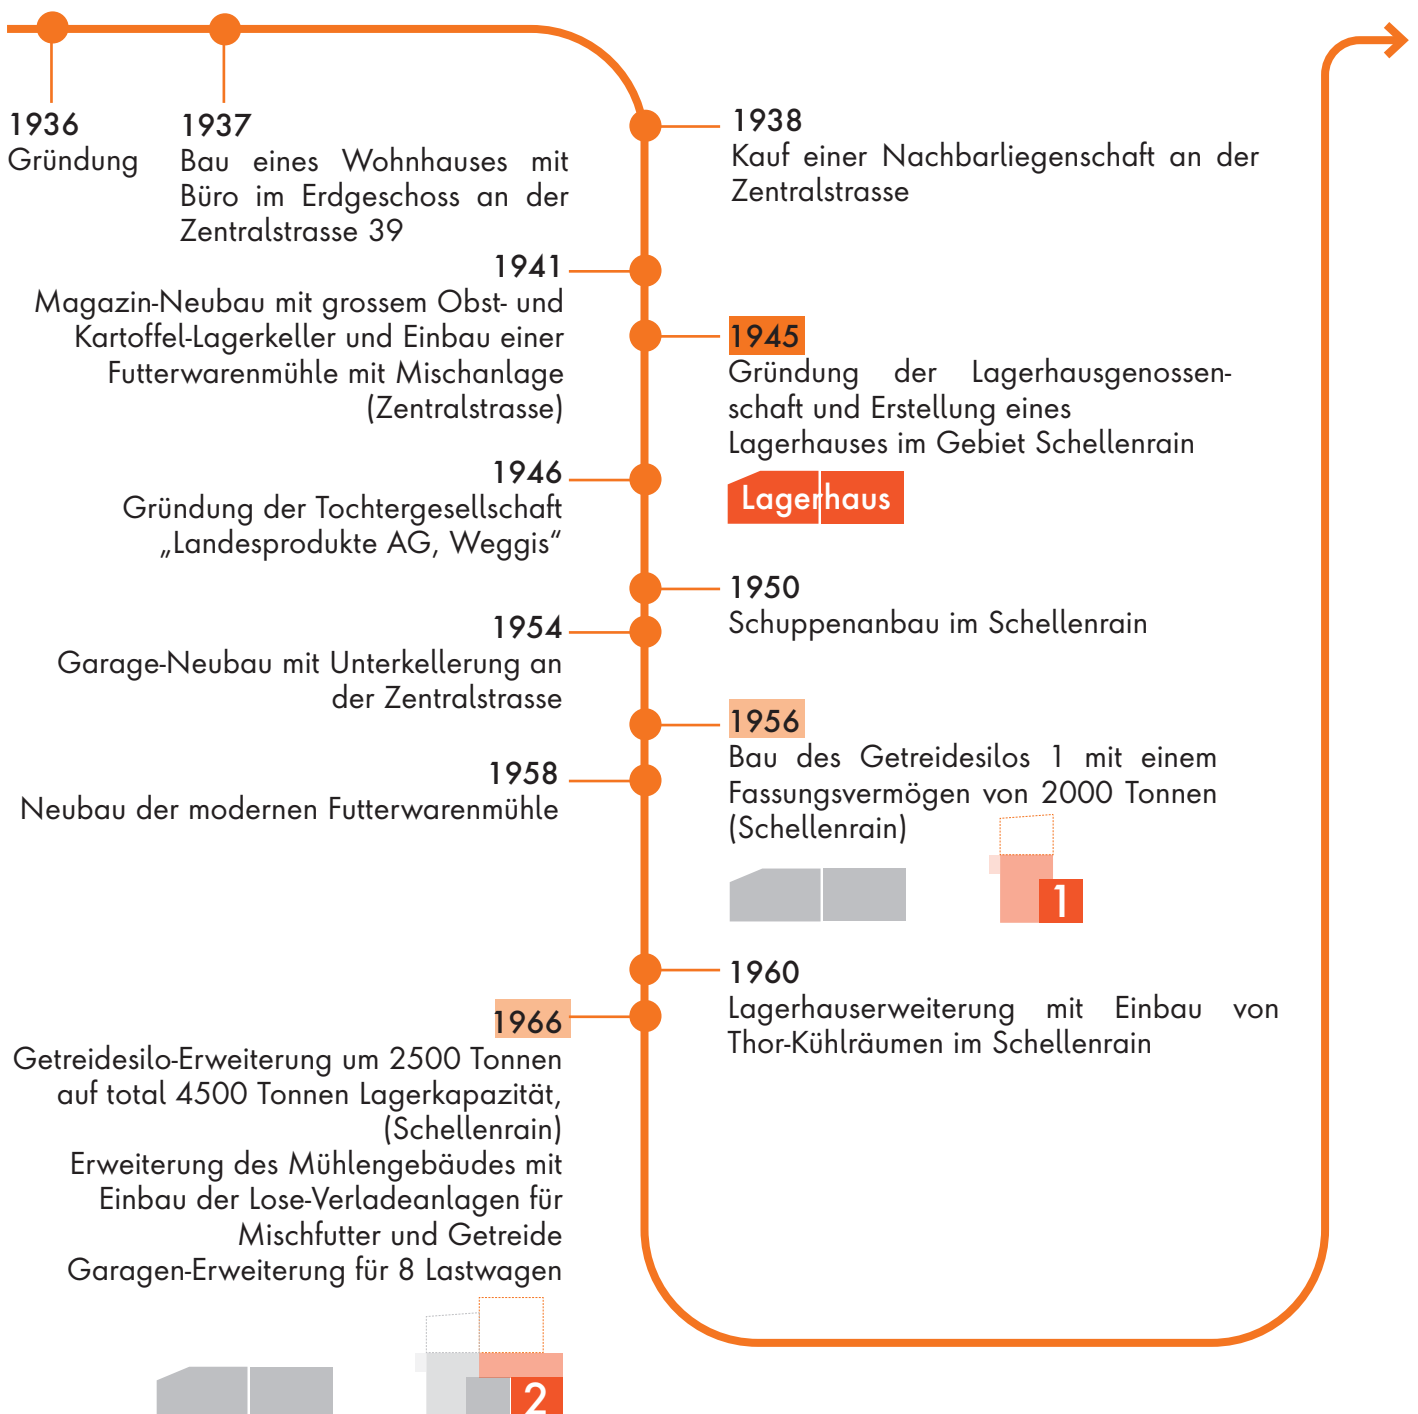 1936
Gründung
1937
Bau eines Wohnhauses mit
Büro im Erdgeschoss an der
Zentralstrasse 39
1938
Kauf einer Nachbarliegenschaft an der
Zentralstrasse
1941
Magazin-Neubau mit grossem Obst- und
Kartoffel-Lagerkeller und Einbau einer
Futterwarenmühle mit Mischanlage
(Zentralstrasse)
1945
Gründung der Lagerhausgenossen-
schaft und Erstellung eines
Lagerhauses im Gebiet Schellenrain
Lagerhaus
1946
Gründung der Tochtergesellschaft
„Landesprodukte AG, Weggis“
1950
Schuppenanbau im Schellenrain
1954
Garage-Neubau mit Unterkellerung an
der Zentralstrasse
1956
Bau des Getreidesilos 1 mit einem
Fassungsvermögen von 2000 Tonnen
(Schellenrain)
1
1958
Neubau der modernen Futterwarenmühle
1960
Lagerhauserweiterung mit Einbau von
Thor-Kühlräumen im Schellenrain
1966
Getreidesilo-Erweiterung um 2500 Tonnen
auf total 4500 Tonnen Lagerkapazität,
(Schellenrain)
Erweiterung des Mühlengebäudes mit
Einbau der Lose-Verladeanlagen für
Mischfutter und Getreide
Garagen-Erweiterung für 8 Lastwagen
2